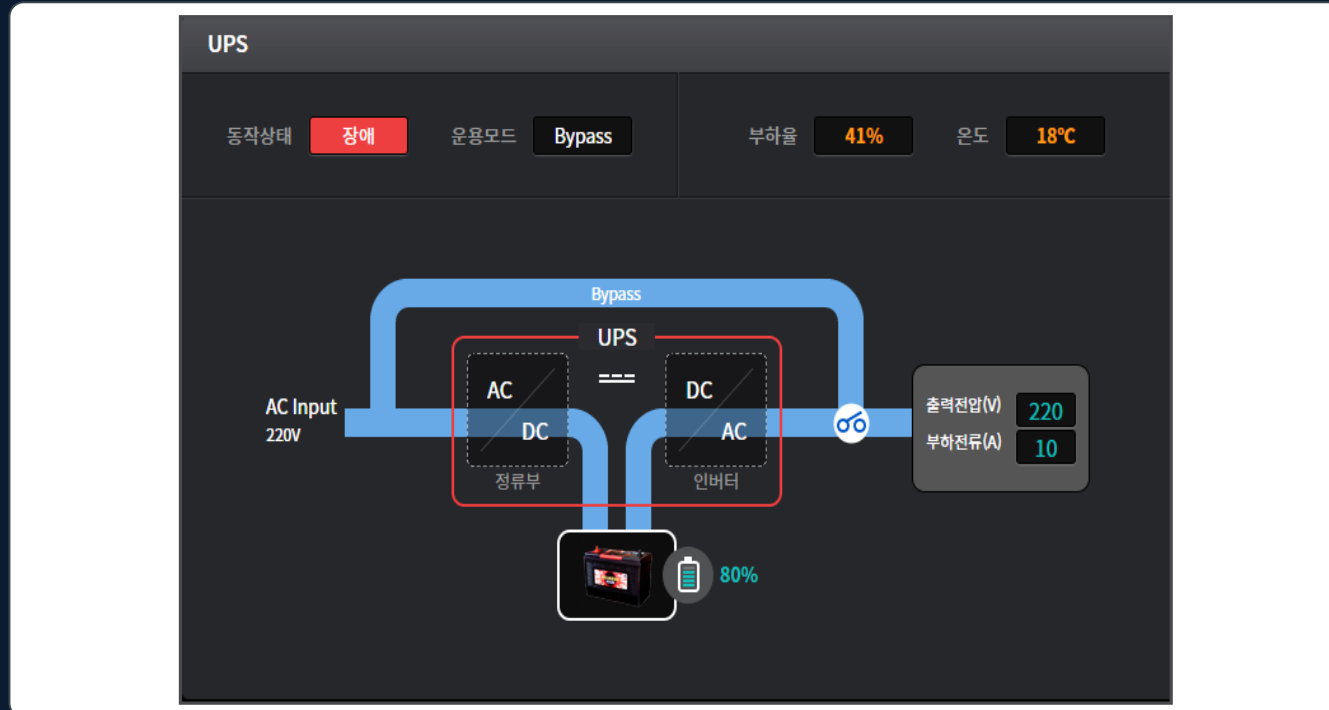 UPS
동작상태 장애 운용모드 Bypass 부하율 41% 온도 18℃
Bypass
UPS
AC DC
DC AC
AC Input
220V
출력전압(V) 220
부하전류(A) 10
정류부 인버터
80%